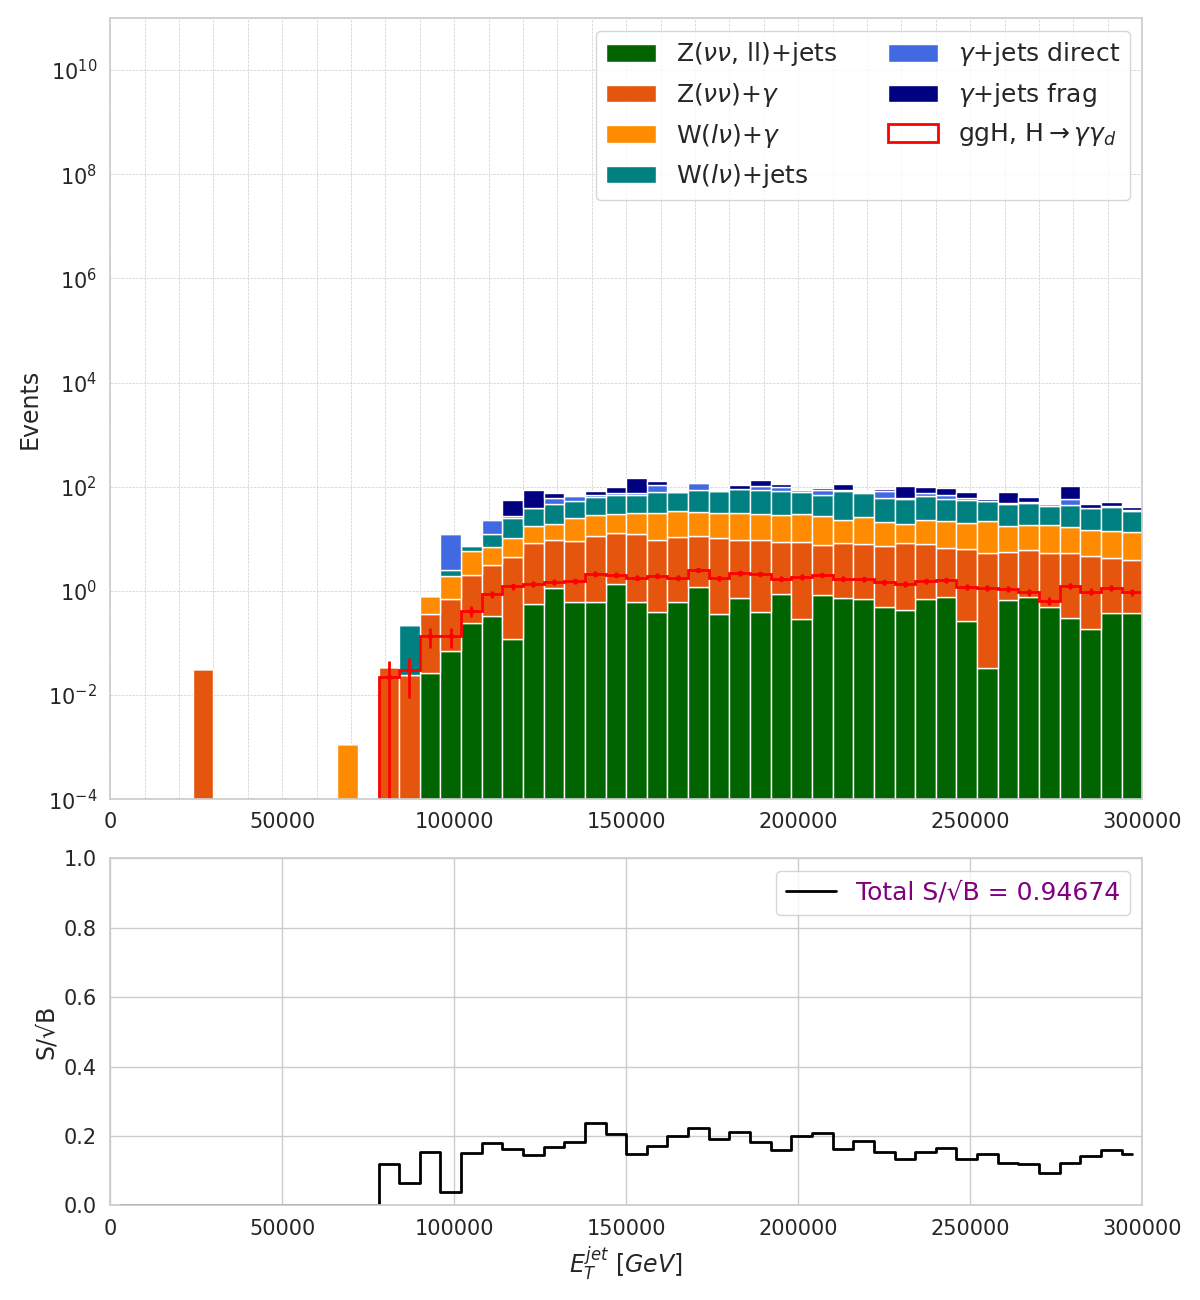 Z(νν, ll)+jets
Z(νν)+γ
W(lν)+γ
W(lν)+jets
γ+jets direct
γ+jets frag
ggH, H→γγ_d
Events
10^10
10^8
10^6
10^4
10^2
10^0
10^−2
10^−4
0 50000 100000 150000 200000 250000 300000
Total S/√B = 0.94674
S/√B
1.0
0.8
0.6
0.4
0.2
0.0
0 50000 100000 150000 200000 250000 300000
E_T^jet [GeV]